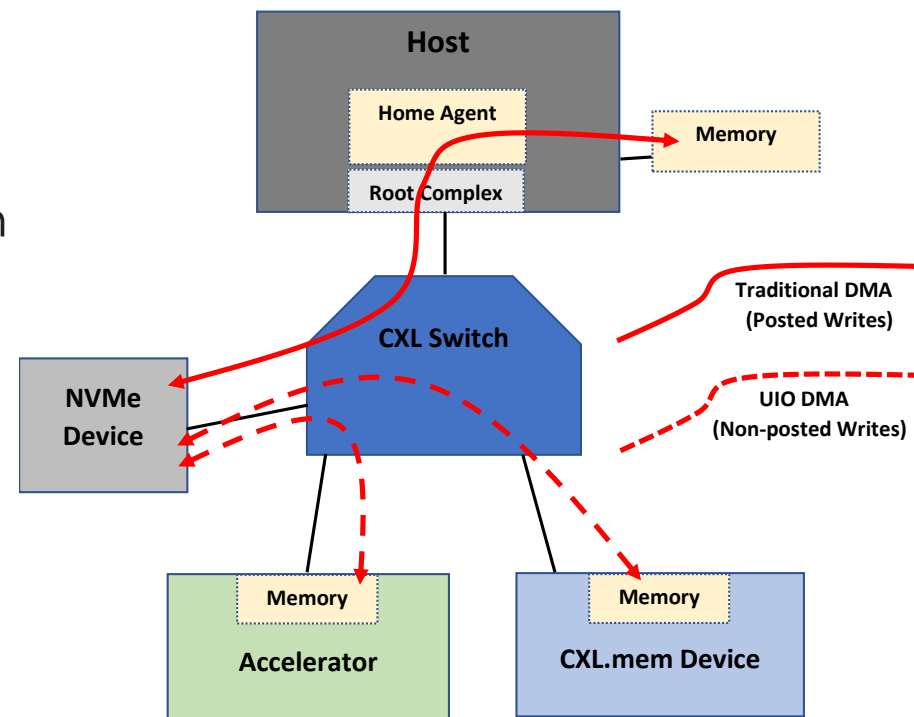 Host
Home Agent
Memory
Root Complex
Traditional DMA
(Posted Writes)
CXL Switch
NVMe
Device
UIO DMA
(Non-posted Writes)
Memory
Accelerator
Memory
CXL.mem Device